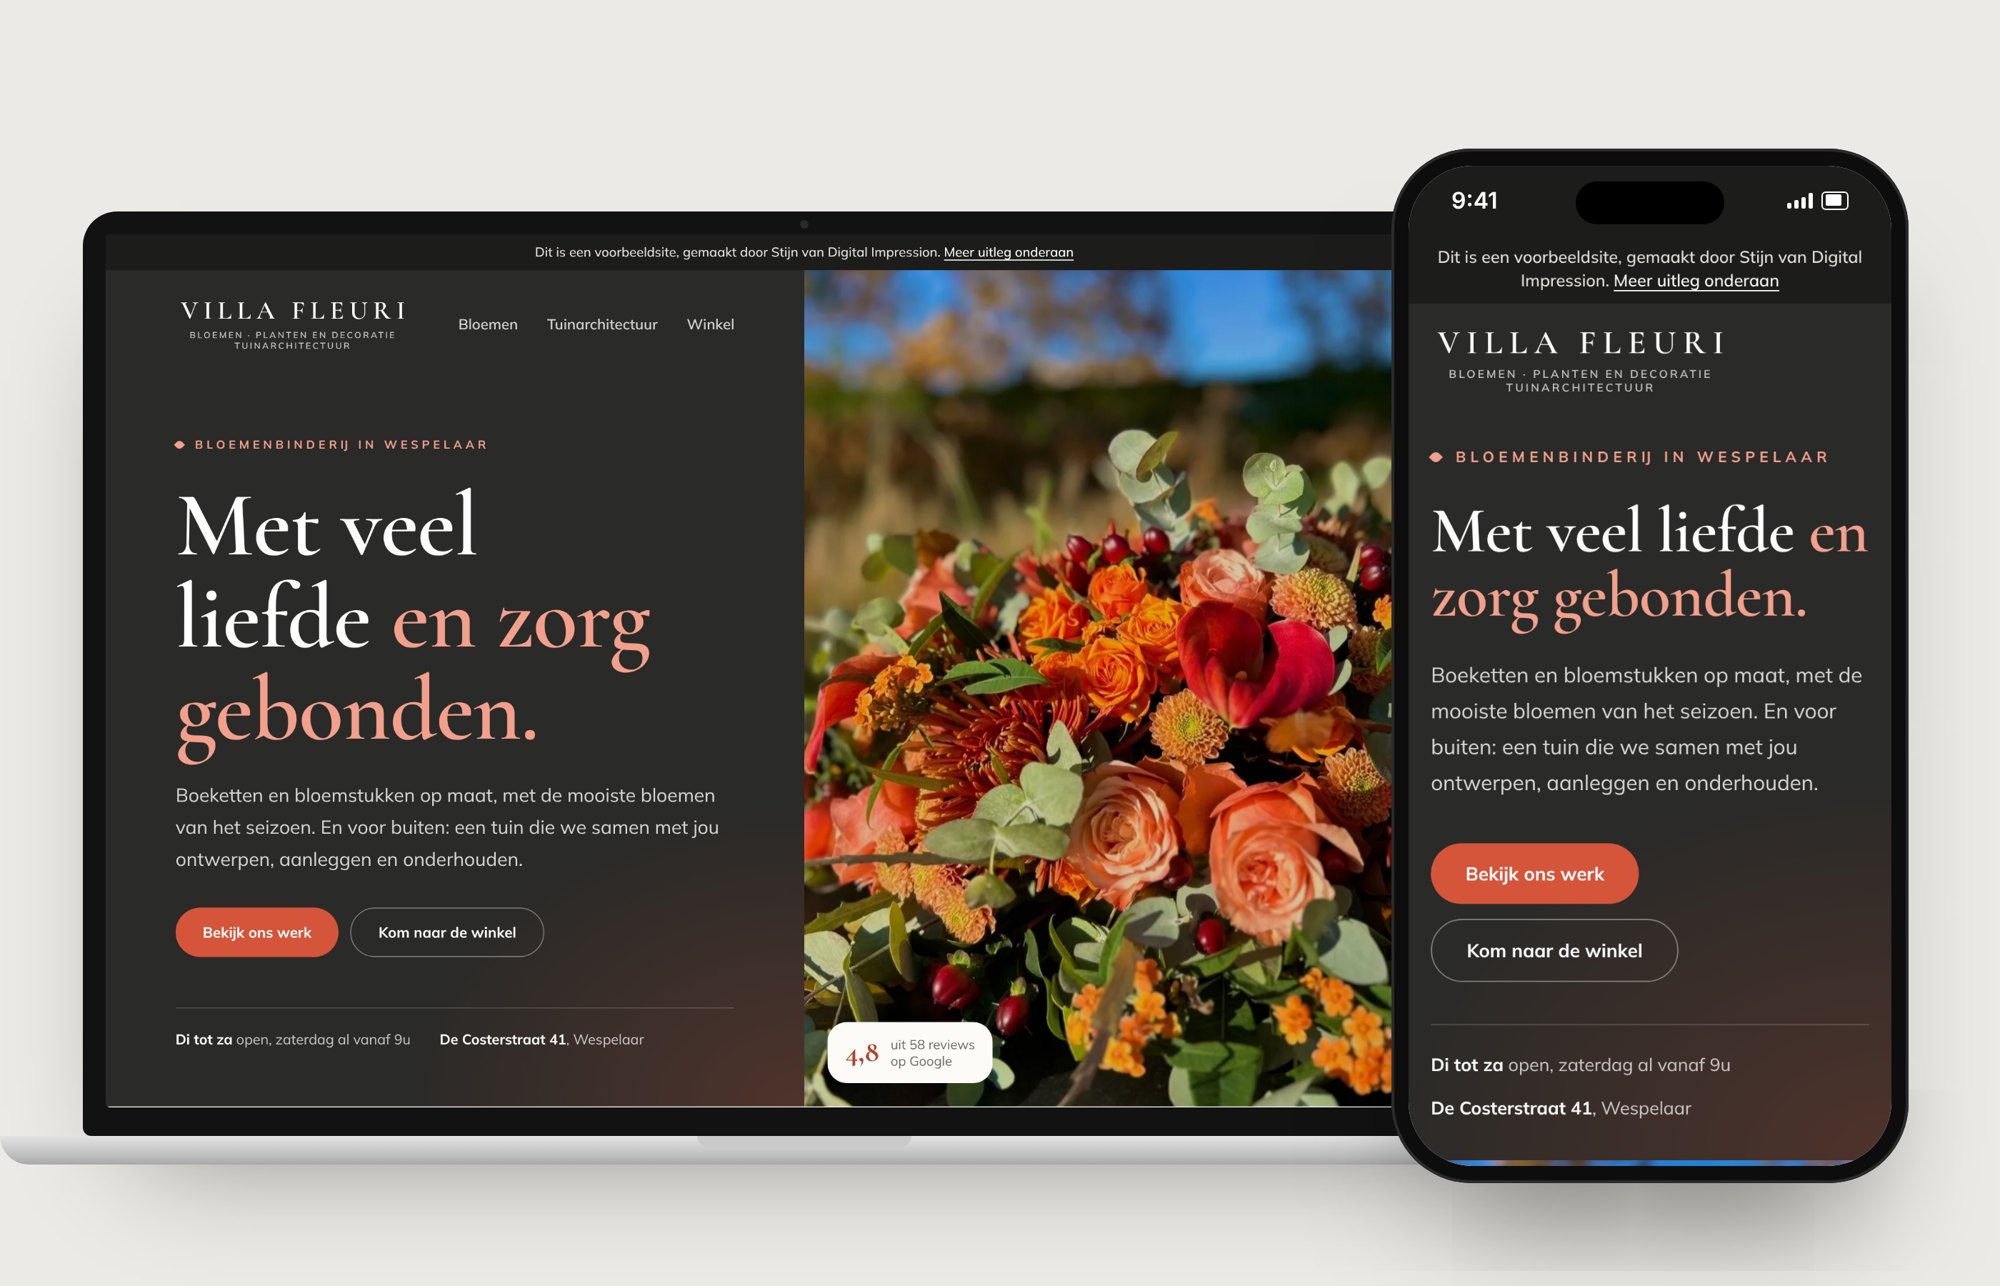 Dit is een voorbeeldsite, gemaakt door Stijn van Digital Impression. Meer uitleg onderaan
VILLA FLEURI
BLOEMEN · PLANTEN EN DECORATIE
TUINARCHITECTUUR
Bloemen
Tuinarchitectuur
Winkel
BLOEMENBINDERIJ IN WESPELAAR
Met veel
liefde en zorg
gebonden.
Boeketten en bloemstukken op maat, met de mooiste bloemen
van het seizoen. En voor buiten: een tuin die we samen met jou
ontwerpen, aanleggen en onderhouden.
Bekijk ons werk
Kom naar de winkel
Di tot za open, zaterdag al vanaf 9u
De Costerstraat 41, Wespelaar
4,8
uit 58 reviews
op Google
9:41
Dit is een voorbeeldsite, gemaakt door Stijn van Digital
Impression. Meer uitleg onderaan
VILLA FLEURI
BLOEMEN · PLANTEN EN DECORATIE
TUINARCHITECTUUR
BLOEMENBINDERIJ IN WESPELAAR
Met veel liefde en
zorg gebonden.
Boeketten en bloemstukken op maat, met de
mooiste bloemen van het seizoen. En voor
buiten: een tuin die we samen met jou
ontwerpen, aanleggen en onderhouden.
Bekijk ons werk
Kom naar de winkel
Di tot za open, zaterdag al vanaf 9u
De Costerstraat 41, Wespelaar